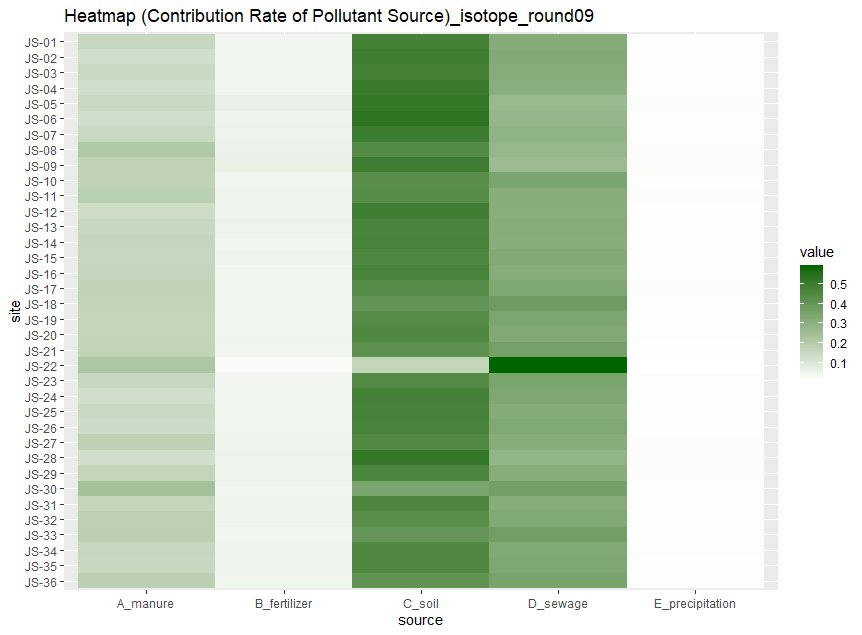 Heatmap (Contribution Rate of Pollutant Source)_isotope_round09
JS-01
JS-02
JS-03
JS-04
JS-05
JS-06
JS-07
JS-08
JS-09
JS-10
JS-11
JS-12
JS-13
JS-14
JS-15
JS-16
JS-17
JS-18
JS-19
JS-20
JS-21
JS-22
JS-23
JS-24
JS-25
JS-26
JS-27
JS-28
JS-29
JS-30
JS-31
JS-32
JS-33
JS-34
JS-35
JS-36
site
A_manure B_fertilizer C_soil D_sewage E_precipitation
source
value
0.5
0.4
0.3
0.2
0.1